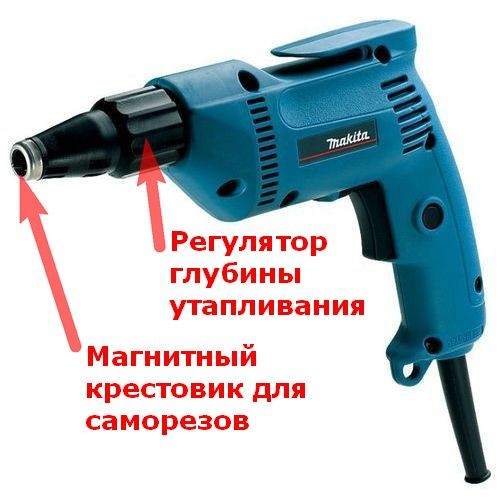 makita
Регулятор
глубины
утапливания
Магнитный
крестовик для
саморезов